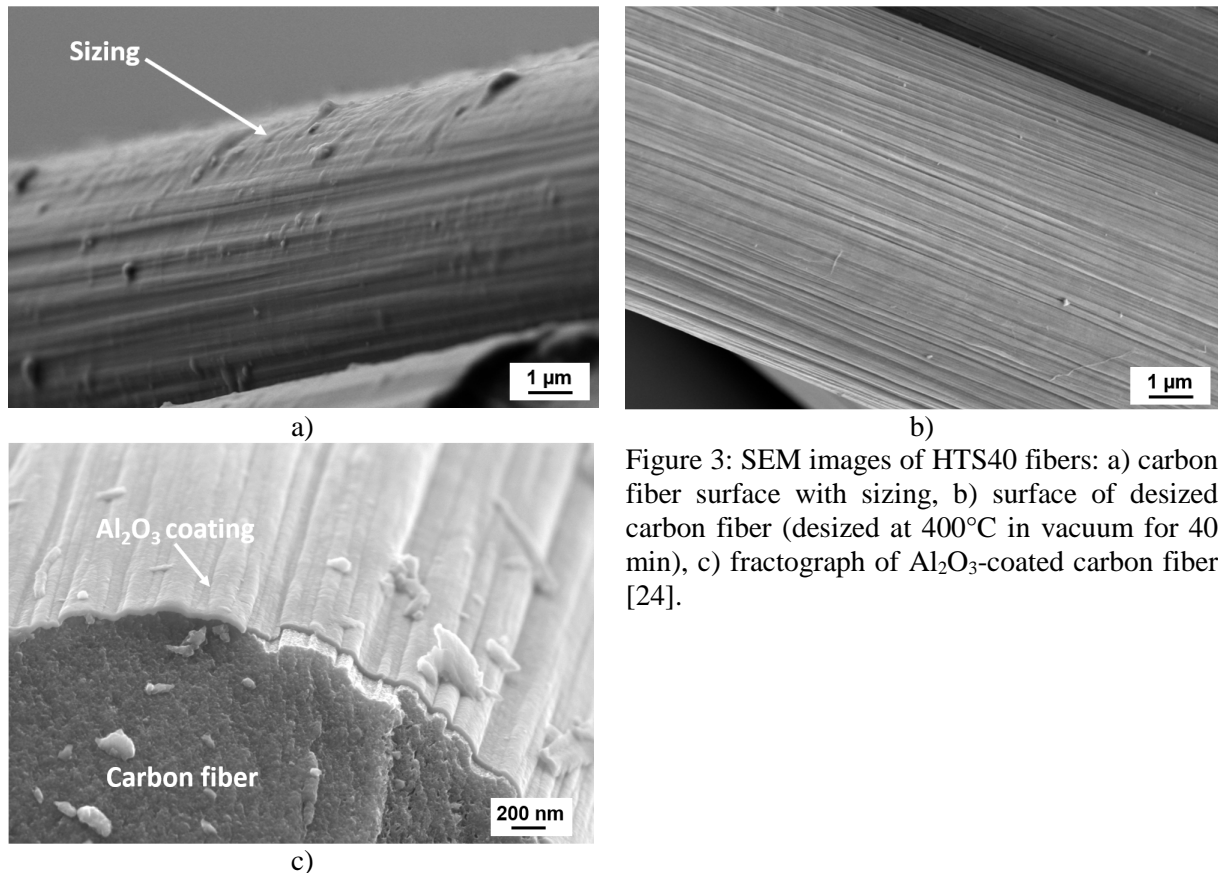 Sizing
1 µm
a)
1 µm
b)
Al₂O₃ coating
Carbon fiber
200 nm
c)
Figure 3: SEM images of HTS40 fibers: a) carbon
fiber surface with sizing, b) surface of desized
carbon fiber (desized at 400°C in vacuum for 40
min), c) fractograph of Al₂O₃-coated carbon fiber
[24].